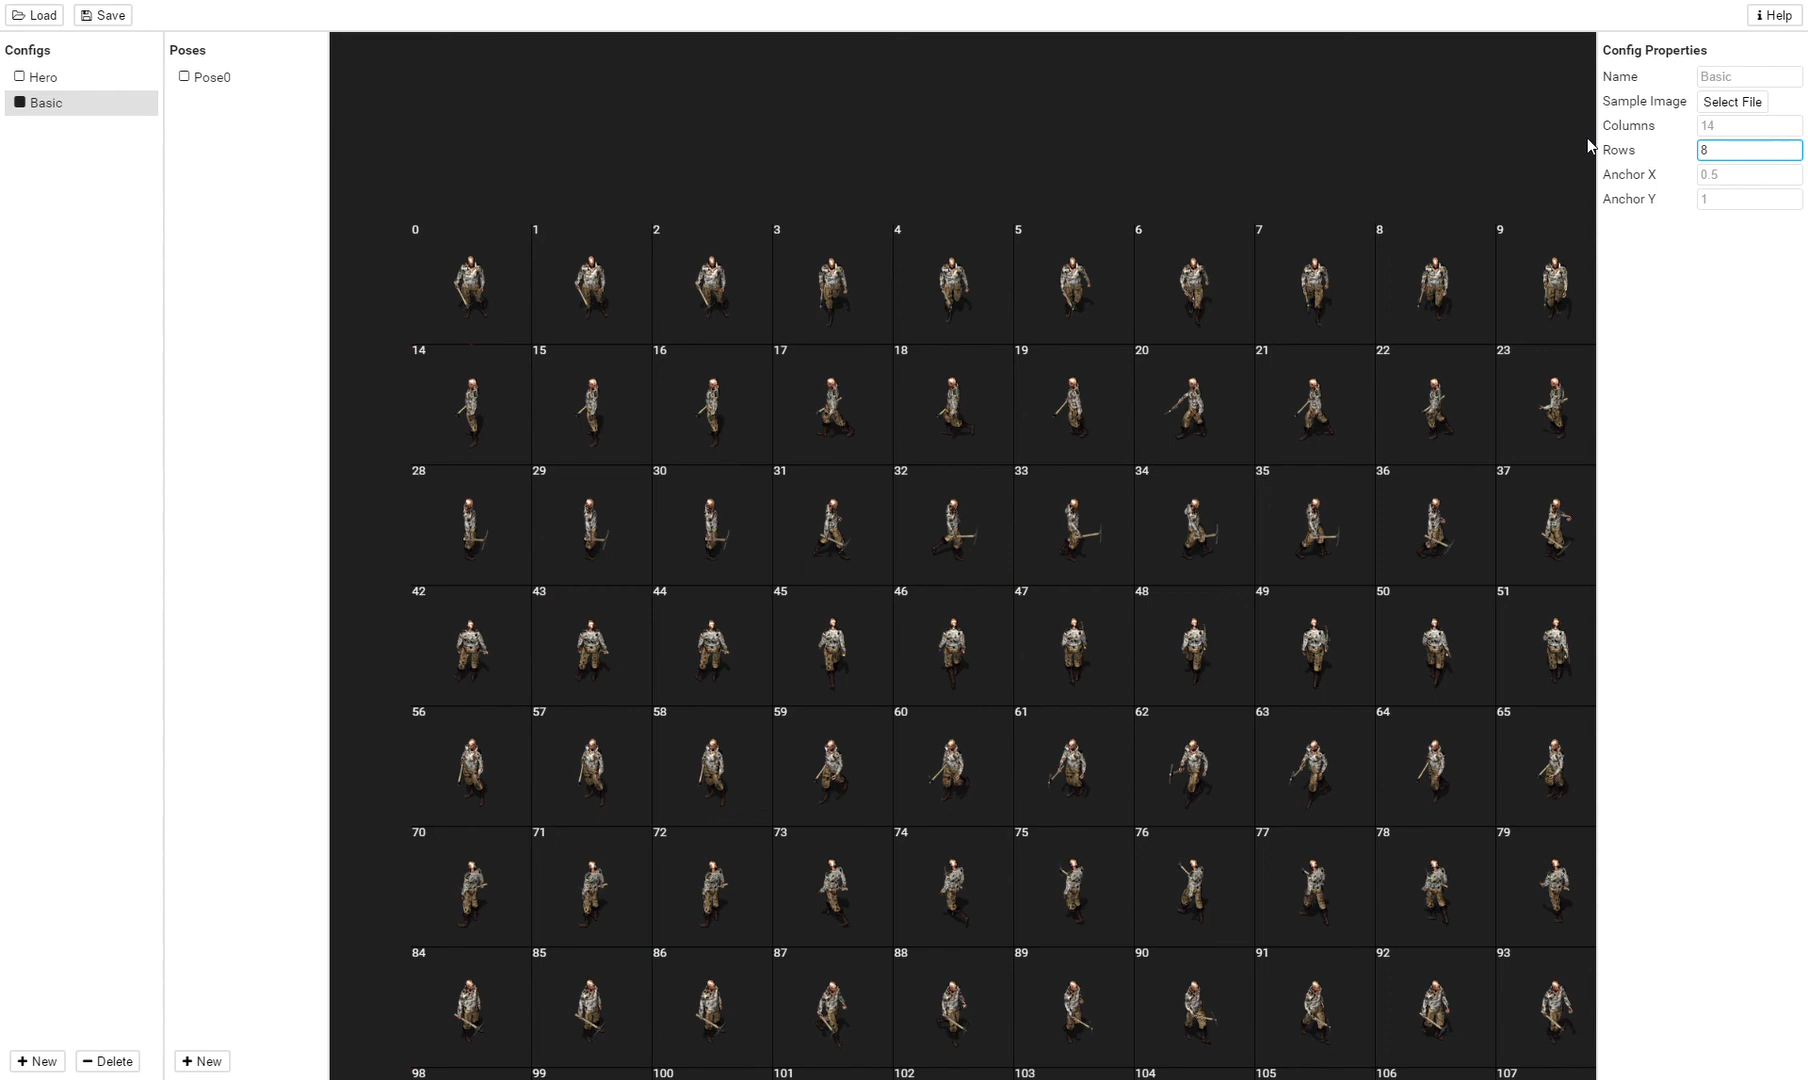 Load Save Help
Configs Poses Config Properties
Hero Pose0 Name Basic
Basic Sample Image Select File
Columns 14
Rows 8
Anchor X 0.5
Anchor Y 1
0 1 2 3 4 5 6 7 8 9
14 15 16 17 18 19 20 21 22 23
28 29 30 31 32 33 34 35 36 37
42 43 44 45 46 47 48 49 50 51
56 57 58 59 60 61 62 63 64 65
70 71 72 73 74 75 76 77 78 79
84 85 86 87 88 89 90 91 92 93
New Delete New
98 99 100 101 102 103 104 105 106 107